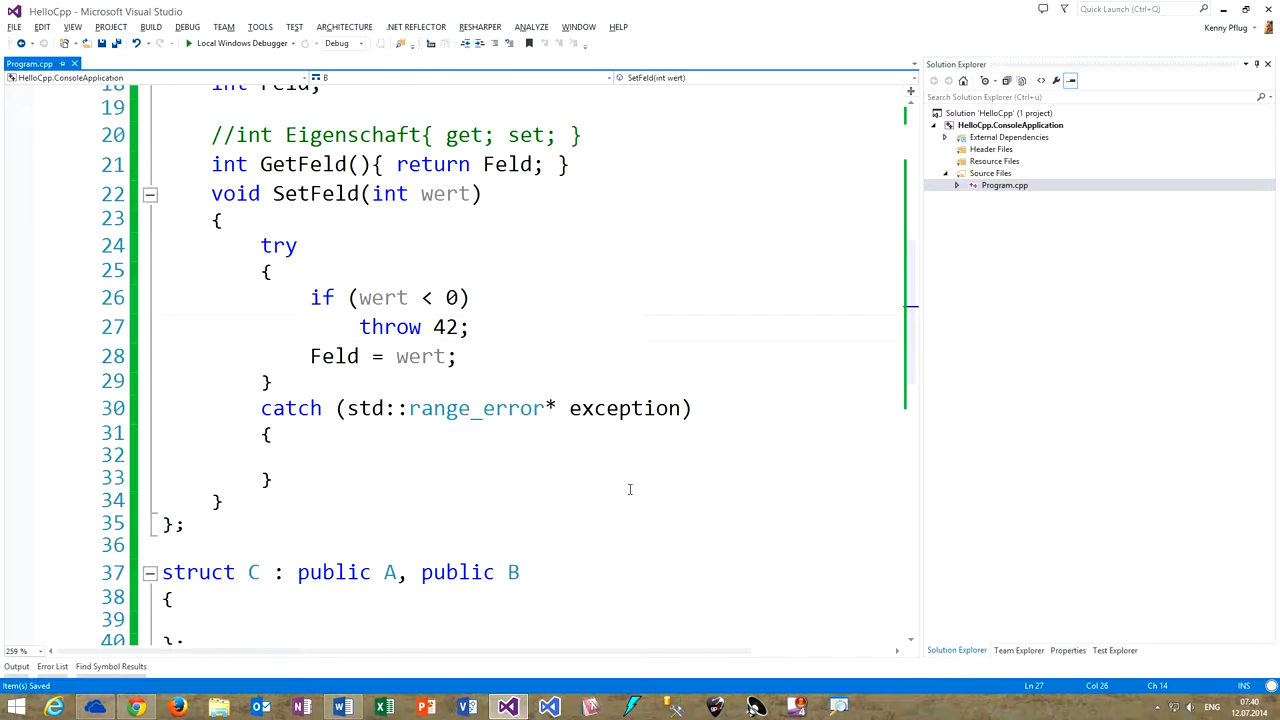 HelloCpp - Microsoft Visual Studio
Quick Launch (Ctrl+Q)
FILE EDIT VIEW PROJECT BUILD DEBUG TEAM TOOLS TEST ARCHITECTURE .NET REFLECTOR RESHARPER ANALYZE WINDOW HELP
Kenny Pflug
Local Windows Debugger
Debug
Program.cpp
HelloCpp.ConsoleApplication
B
SetFeld(int wert)
18 int Feld;
19
20 //int Eigenschaft{ get; set; }
21 int GetFeld(){ return Feld; }
22 void SetFeld(int wert)
23 {
24 try
25 {
26 if (wert < 0)
27 throw 42;
28 Feld = wert;
29 }
30 catch (std::range_error* exception)
31 {
32
33 }
34 }
35 };
36
37 struct C : public A, public B
38 {
39
40 };
259 %
Solution Explorer
Search Solution Explorer (Ctrl+ü)
Solution 'HelloCpp' (1 project)
HelloCpp.ConsoleApplication
External Dependencies
Header Files
Resource Files
Source Files
Program.cpp
Solution Explorer Team Explorer Properties Test Explorer
Output Error List Find Symbol Results
Item(s) Saved
Ln 27 Col 26 Ch 14 INS
ENG
07:40
12.07.2014